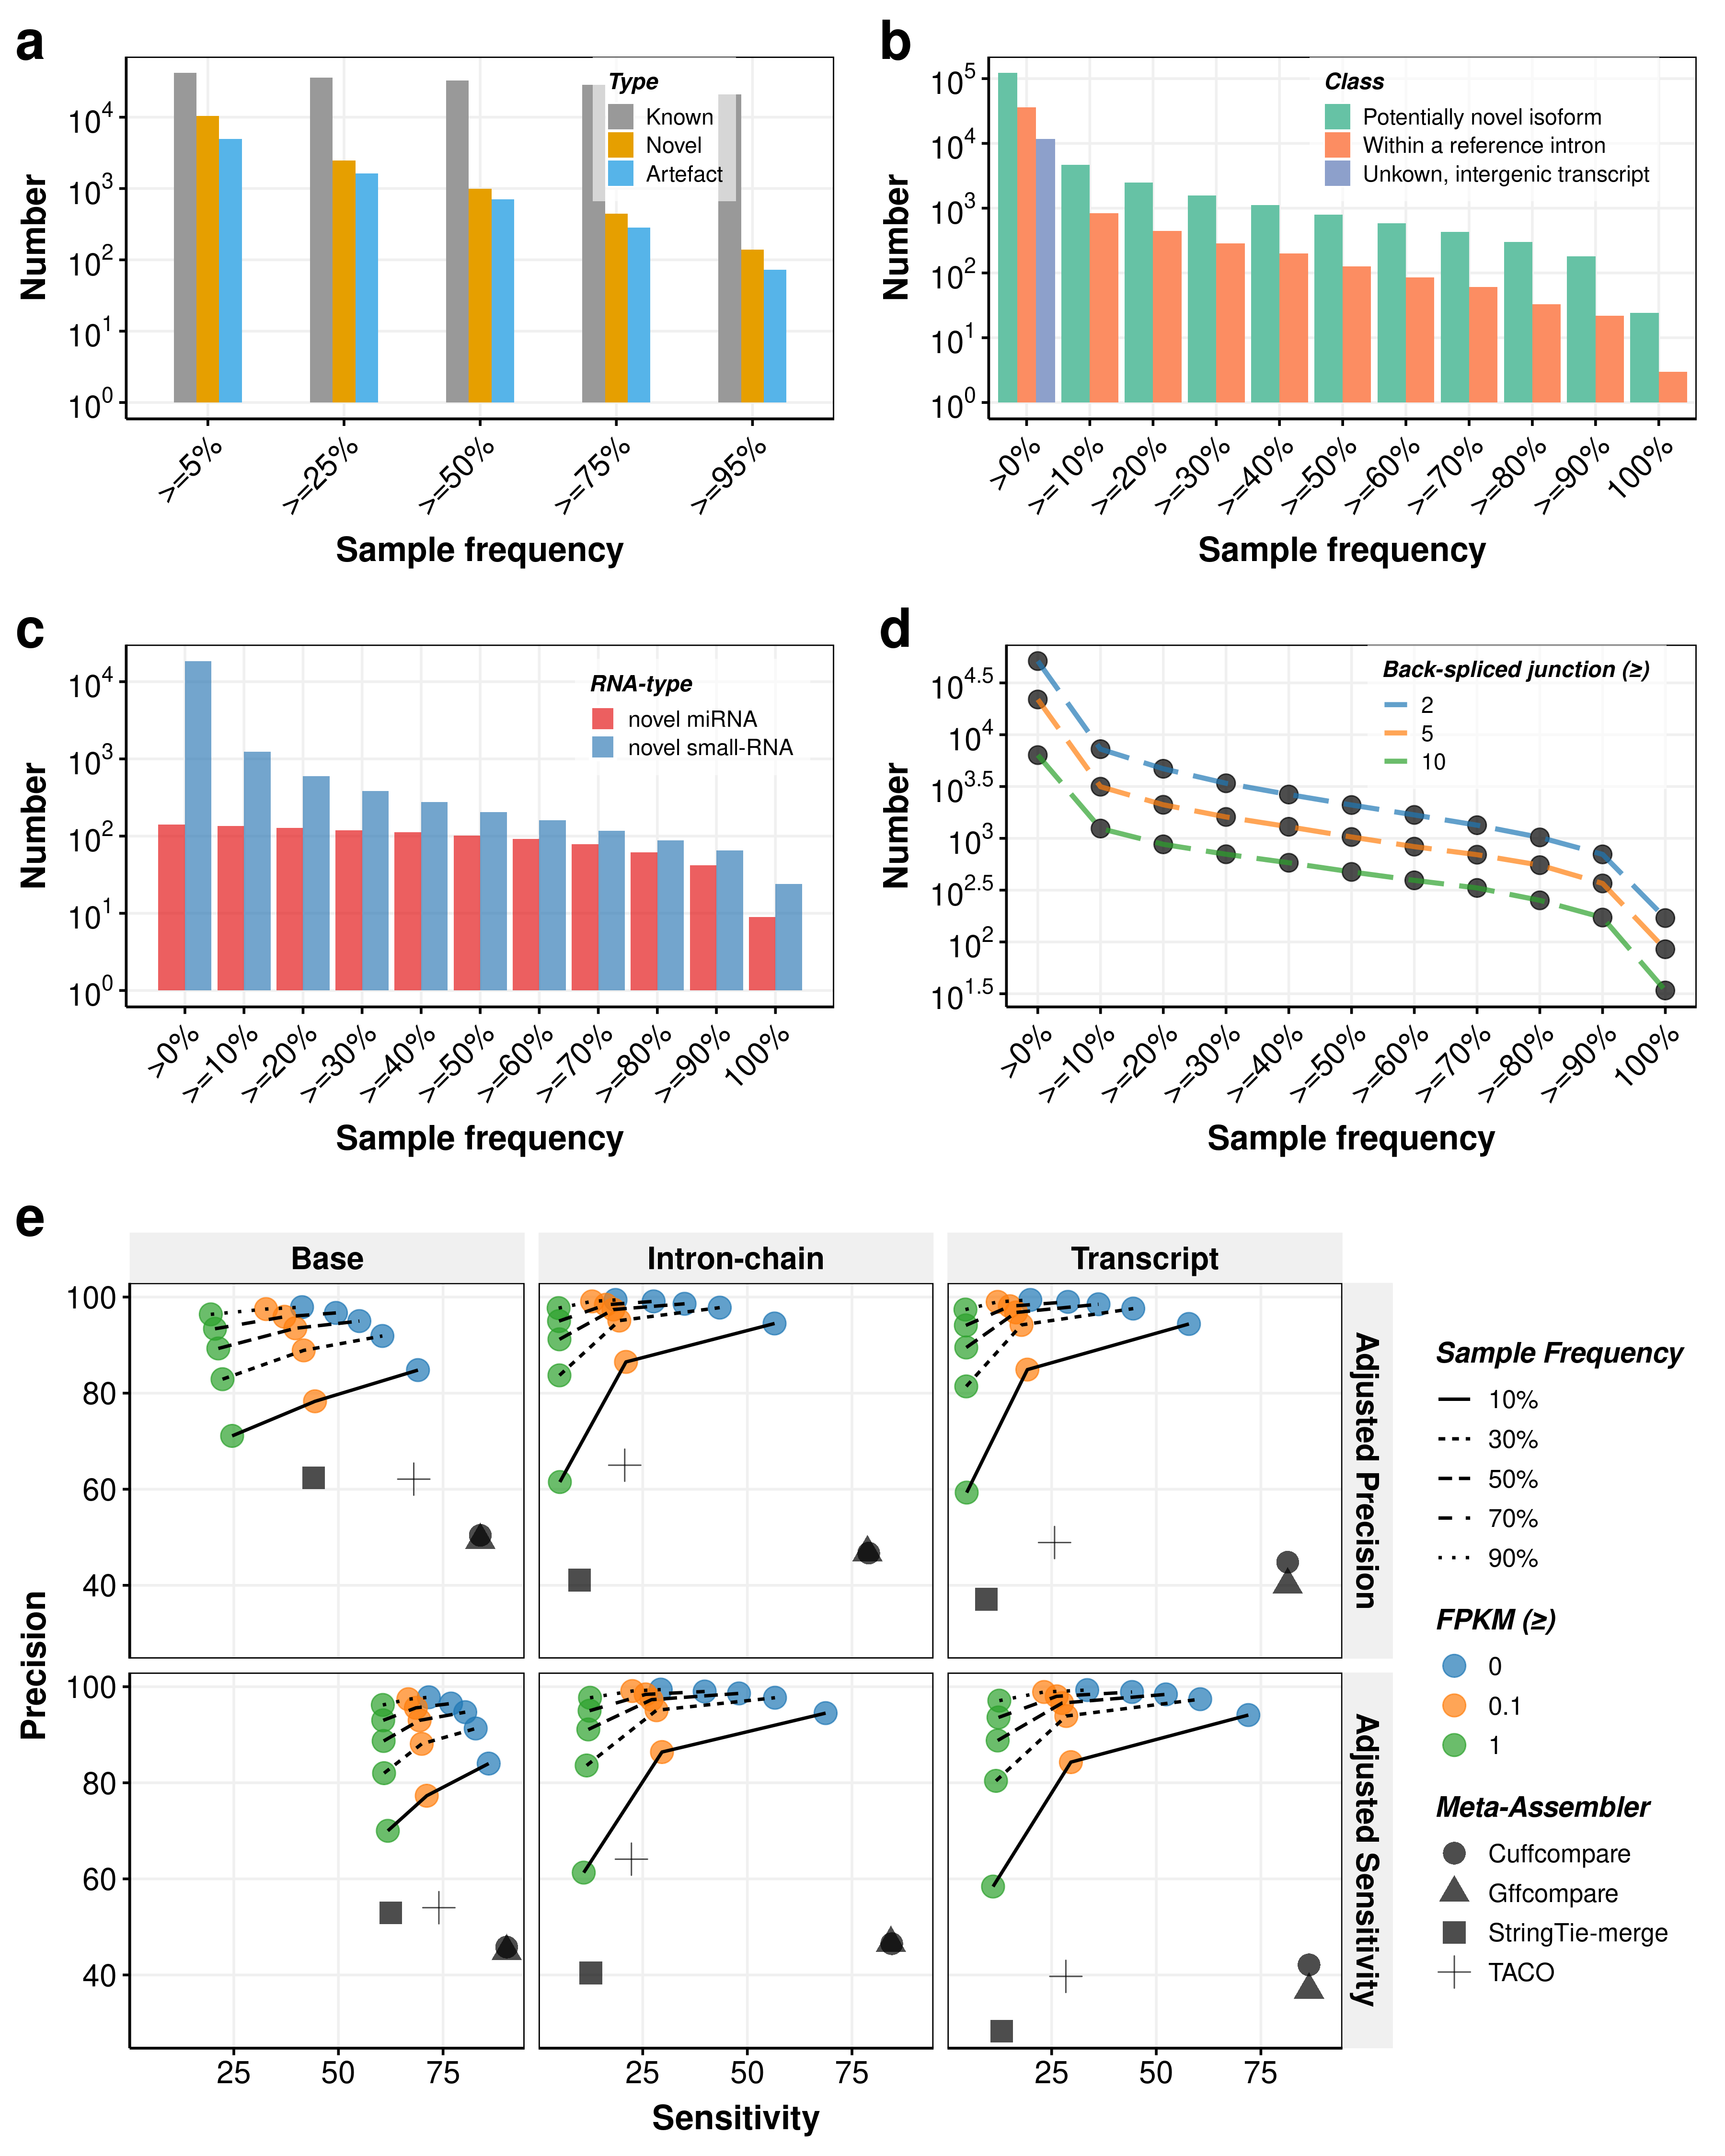 a
Number
10^4
10^3
10^2
10^1
10^0
Type
Known
Novel
Artefact
>=5%
>=25%
>=50%
>=75%
>=95%
Sample frequency
b
Number
10^5
10^4
10^3
10^2
10^1
10^0
Class
Potentially novel isoform
Within a reference intron
Unkown, intergenic transcript
>0%
>=10%
>=20%
>=30%
>=40%
>=50%
>=60%
>=70%
>=80%
>=90%
100%
Sample frequency
c
Number
10^4
10^3
10^2
10^1
10^0
RNA-type
novel miRNA
novel small-RNA
>0%
>=10%
>=20%
>=30%
>=40%
>=50%
>=60%
>=70%
>=80%
>=90%
100%
Sample frequency
d
Number
10^4.5
10^4
10^3.5
10^3
10^2.5
10^2
10^1.5
Back-spliced junction (≥)
2
5
10
>0%
>=10%
>=20%
>=30%
>=40%
>=50%
>=60%
>=70%
>=80%
>=90%
100%
Sample frequency
e
Base
Intron-chain
Transcript
Precision
100
80
60
40
Adjusted Precision
100
80
60
40
Adjusted Sensitivity
25
50
75
25
50
75
25
50
75
Sensitivity
Sample Frequency
10%
30%
50%
70%
90%
FPKM (≥)
0
0.1
1
Meta-Assembler
Cuffcompare
Gffcompare
StringTie-merge
TACO